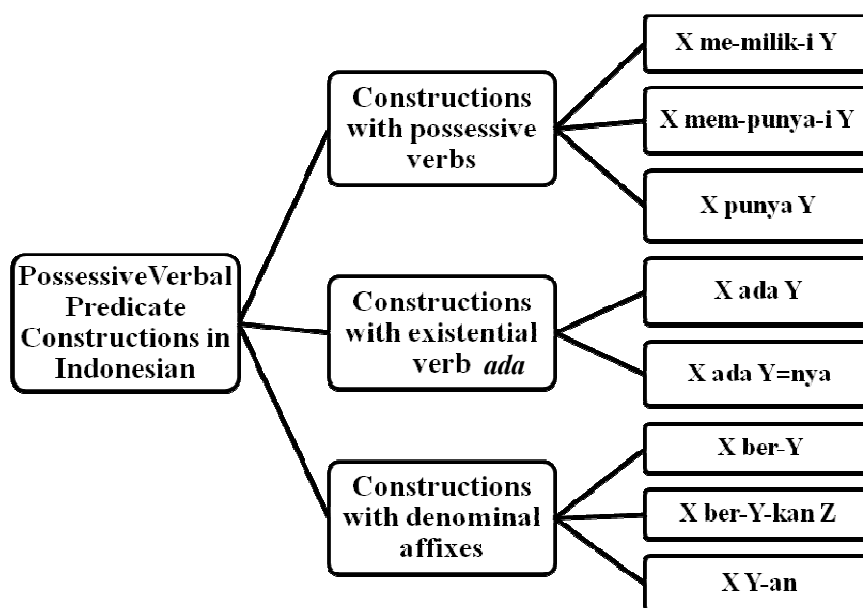 PossessiveVerbal
Predicate
Constructions in
Indonesian
Constructions
with possessive
verbs
X me-milik-i Y
X mem-punya-i Y
X punya Y
Constructions
with existential
verb ada
X ada Y
X ada Y=nya
Constructions
with denominal
affixes
X ber-Y
X ber-Y-kan Z
X Y-an